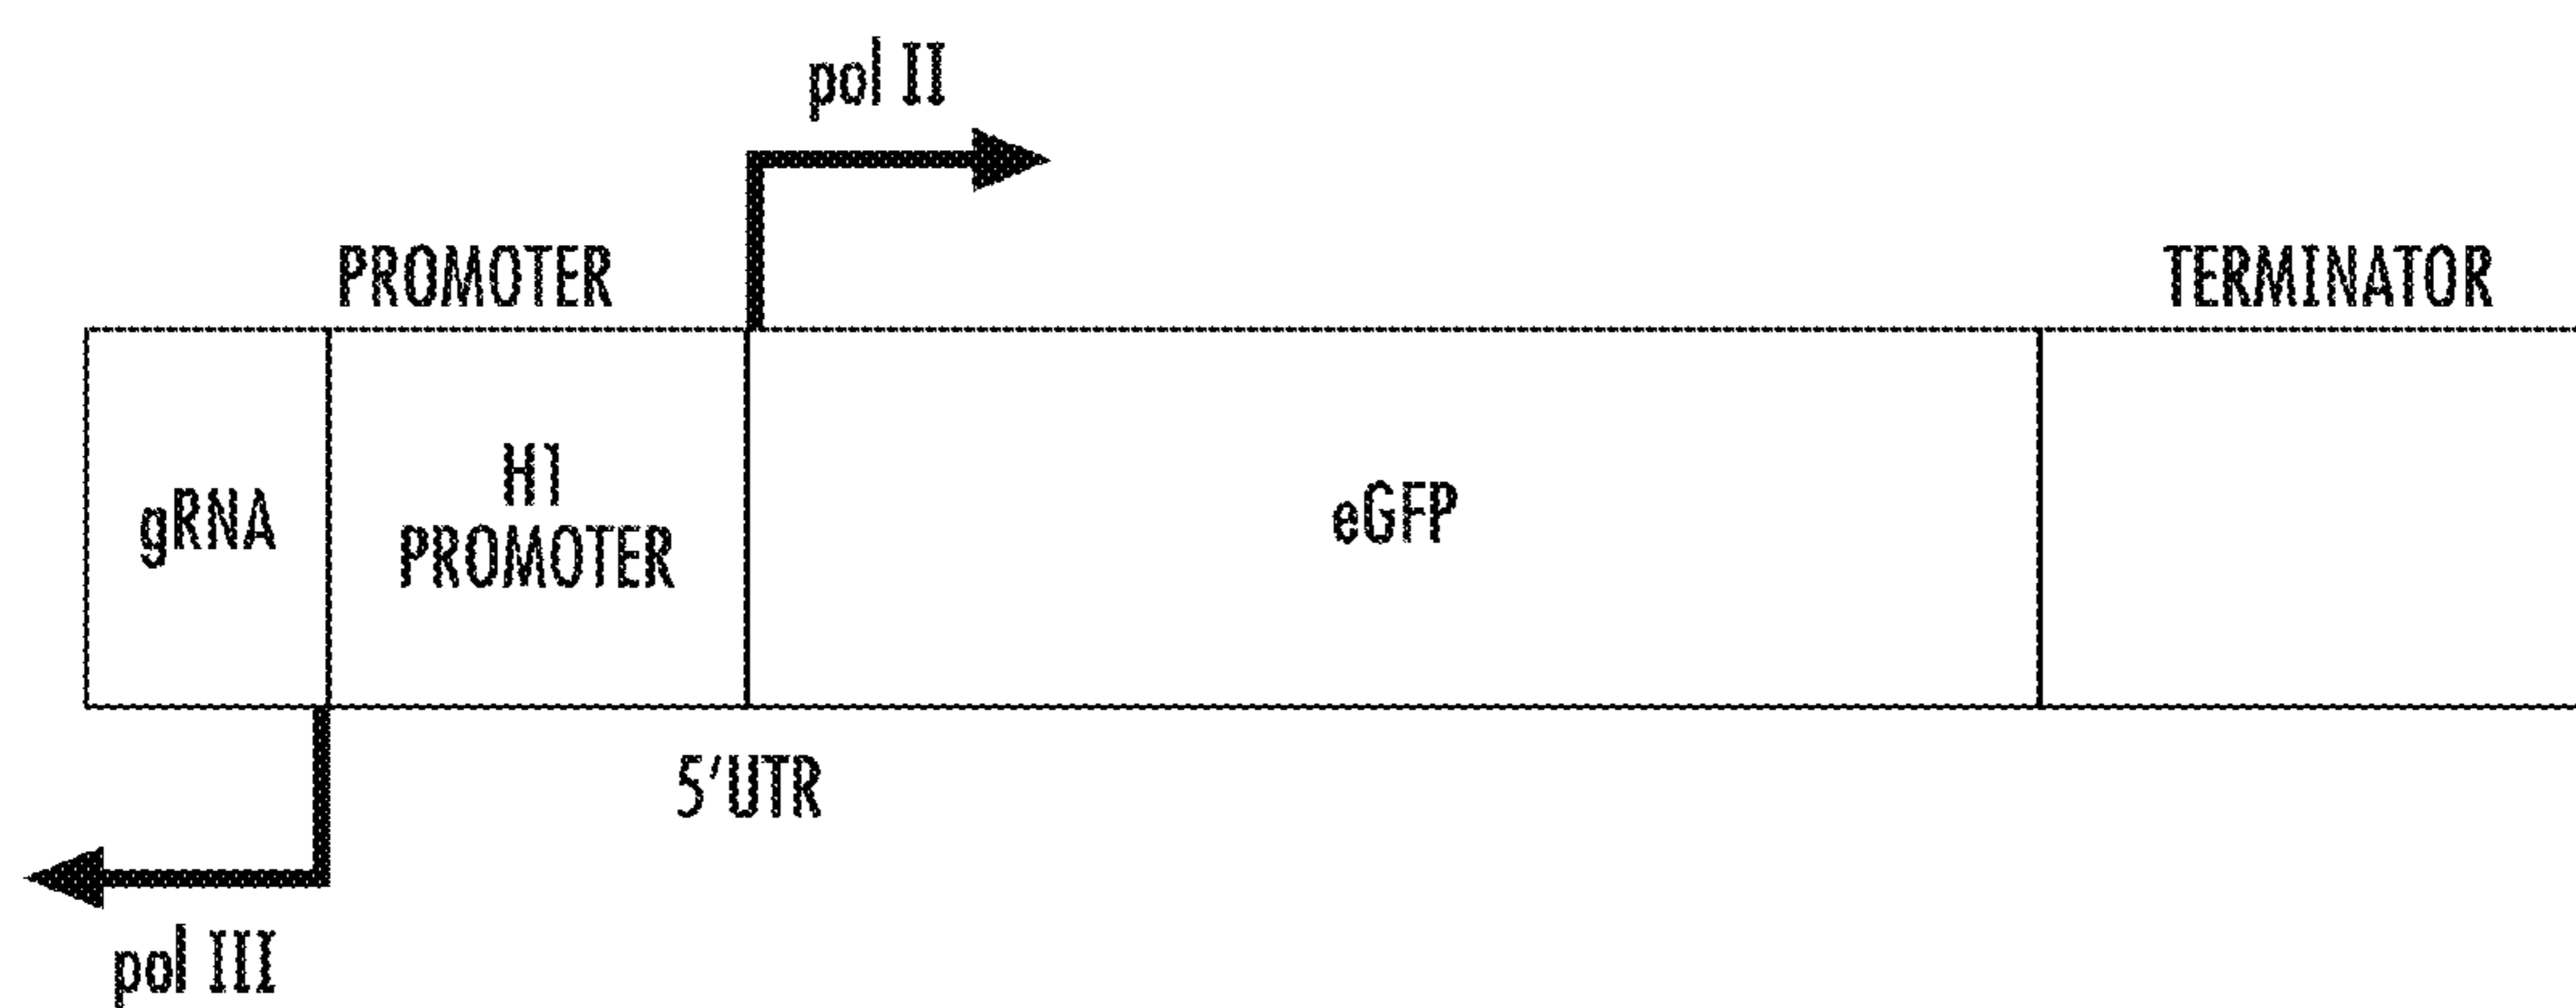 pol II
PROMOTER
TERMINATOR
gRNA
H1
PROMOTER
eGFP
5'UTR
pol III